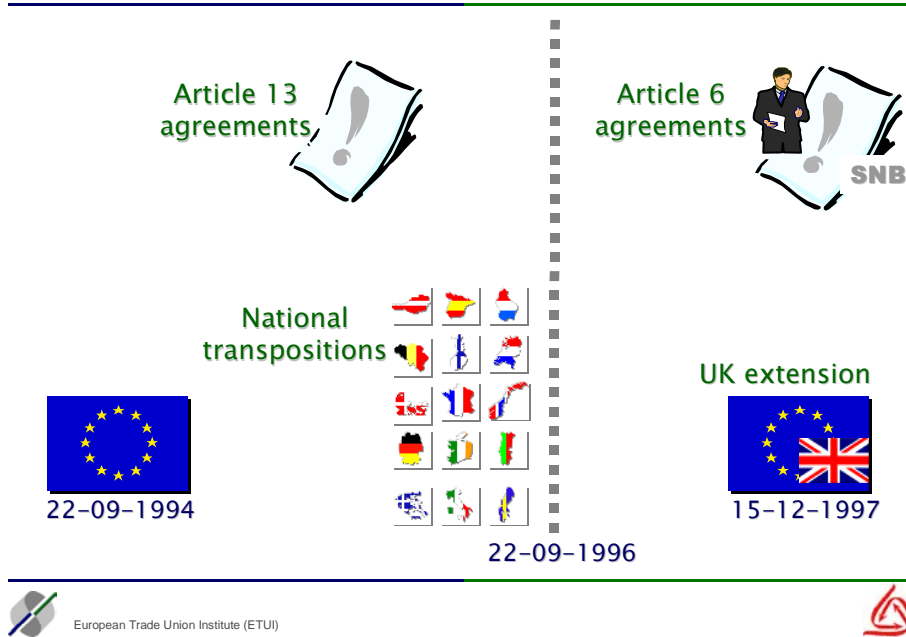 Article 13
agreements
Article 6
agreements
SNB
National
transpositions
UK extension
22-09-1994
15-12-1997
22-09-1996
European Trade Union Institute (ETUI)